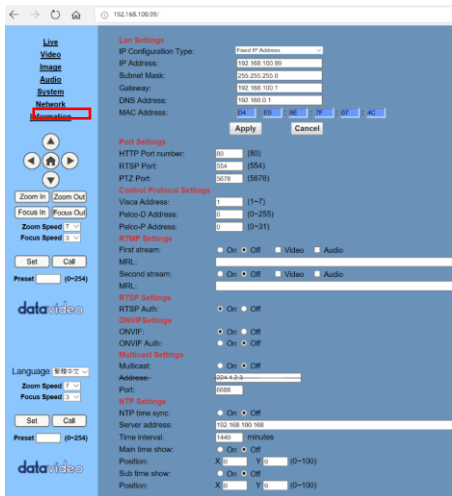 192.168.100.99/
Live
Video
Image
Audio
System
Network
Information
Zoom In Zoom Out
Focus In Focus Out
Zoom Speed 7
Focus Speed 3
Set Call
Preset (0~254)
datavideo
Language 繁體中文
Zoom Speed 7
Focus Speed 3
Set Call
Preset (0~254)
datavideo
Lan Settings
IP Configuration Type: Fixed IP Address
IP Address: 192.168.100.99
Subnet Mask: 255.255.255.0
Gateway: 192.168.100.1
DNS Address: 192.168.0.1
MAC Address: D4 : E0 : 8E : 7F : 07 : 4C
Apply Cancel
Port Settings
HTTP Port number: 80 (80)
RTSP Port: 554 (554)
PTZ Port: 5678 (5678)
Control Protocol Settings
Visca Address: 1 (1~7)
Pelco-D Address: 0 (0~255)
Pelco-P Address: 0 (0~31)
RTMP Settings
First stream: On Off Video Audio
MRL:
Second stream: On Off Video Audio
MRL:
RTSP Settings
RTSP Auth: On Off
ONVIFSettings
ONVIF: On Off
ONVIF Auth: On Off
Multicast Settings
Multicast: On Off
Address: 224.1.2.3
Port: 6688
NTP Settings
NTP time sync: On Off
Server address: 192.168.100.168
Time interval: 1440 minutes
Main time show: On Off
Position: X 0 Y 0 (0~100)
Sub time show: On Off
Position: X 0 Y 0 (0~100)